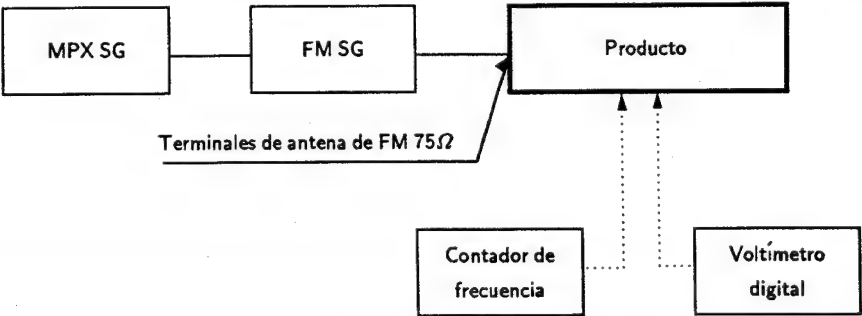 MPX SG
FM SG
Producto
Terminales de antena de FM 75Ω
Contador de
frecuencia
Voltímetro
digital